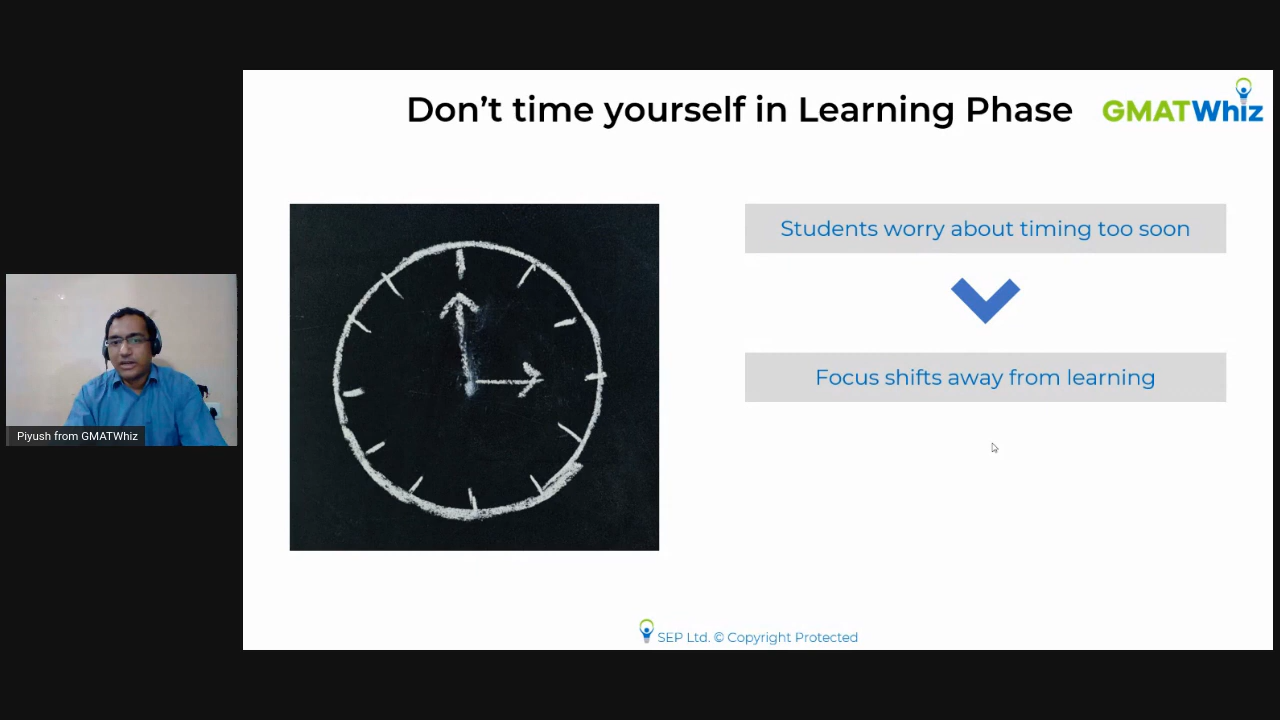 Don’t time yourself in Learning Phase
GMATWhiz
Students worry about timing too soon
Focus shifts away from learning
Piyush from GMATWhiz
SEP Ltd. © Copyright Protected